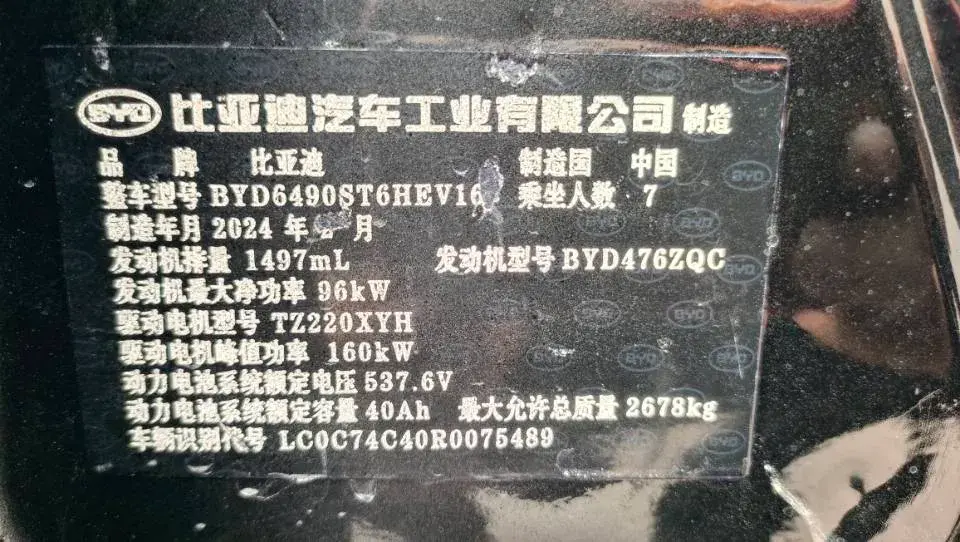 BYD 比亚迪汽车工业有限公司 制造
品 牌 比亚迪 制造国 中国
整车型号 BYD6490ST6HEV16 乘坐人数 7
制造年月 2024 年 月
发动机排量 1497mL 发动机型号 BYD476ZQC
发动机最大净功率 96kW
驱动电机型号 TZ220XYH
驱动电机峰值功率 160kW
动力电池系统额定电压 537.6V
动力电池系统额定容量 40Ah 最大允许总质量 2678kg
车辆识别代号 LC0C74C40R0075489